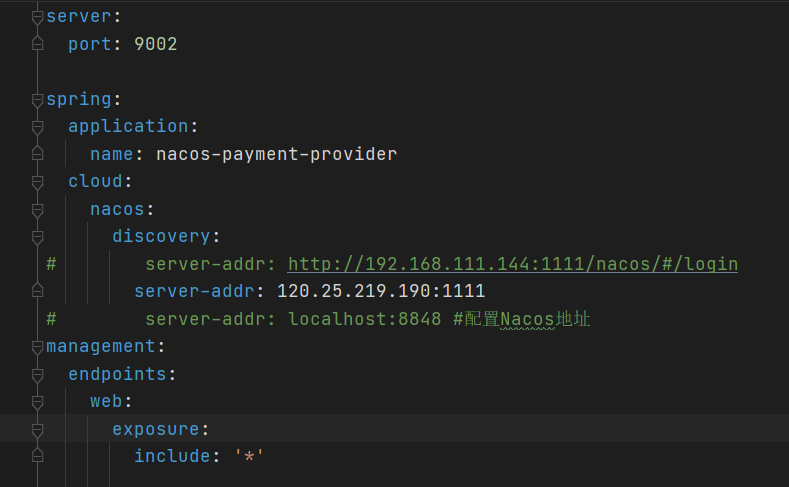 server:
  port: 9002

spring:
  application:
    name: nacos-payment-provider
  cloud:
    nacos:
      discovery:
#        server-addr: http://192.168.111.144:1111/nacos/#/login
        server-addr: 120.25.219.190:1111
#        server-addr: localhost:8848 #配置Nacos地址
management:
  endpoints:
    web:
      exposure:
        include: '*'